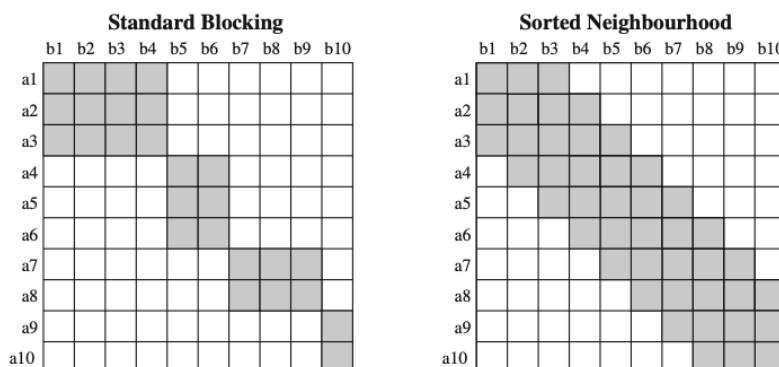 Standard Blocking
b1 b2 b3 b4 b5 b6 b7 b8 b9 b10
a1
a2
a3
a4
a5
a6
a7
a8
a9
a10
Sorted Neighbourhood
b1 b2 b3 b4 b5 b6 b7 b8 b9 b10
a1
a2
a3
a4
a5
a6
a7
a8
a9
a10